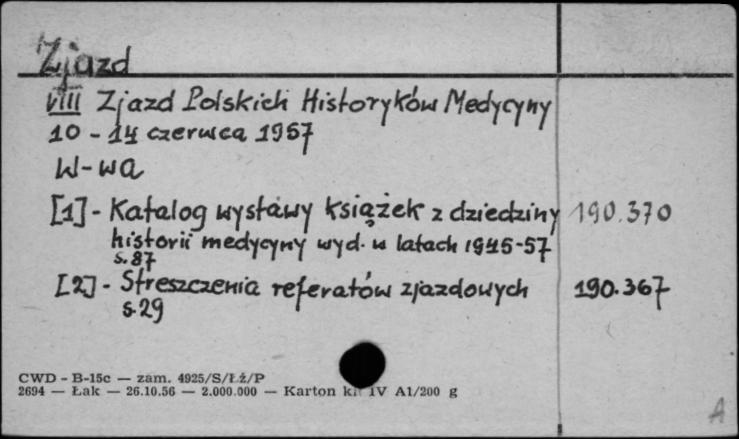 Zjazd
VIII Zjazd Polskich Historyków Medycyny
10 - 14 czerwca 1957
W-wa
[1] - Katalog wystawy książek z dziedziny 190.370
historii medycyny wyd. w latach 1945-57
s.87
[2] - Streszczenia referatów zjazdowych 190.367
s.29
CWD - B-15c — zam. 4925/S/Łż/P
2694 — Łak — 26.10.56 — 2.000.000 — Karton kl IV A1/200 g
A